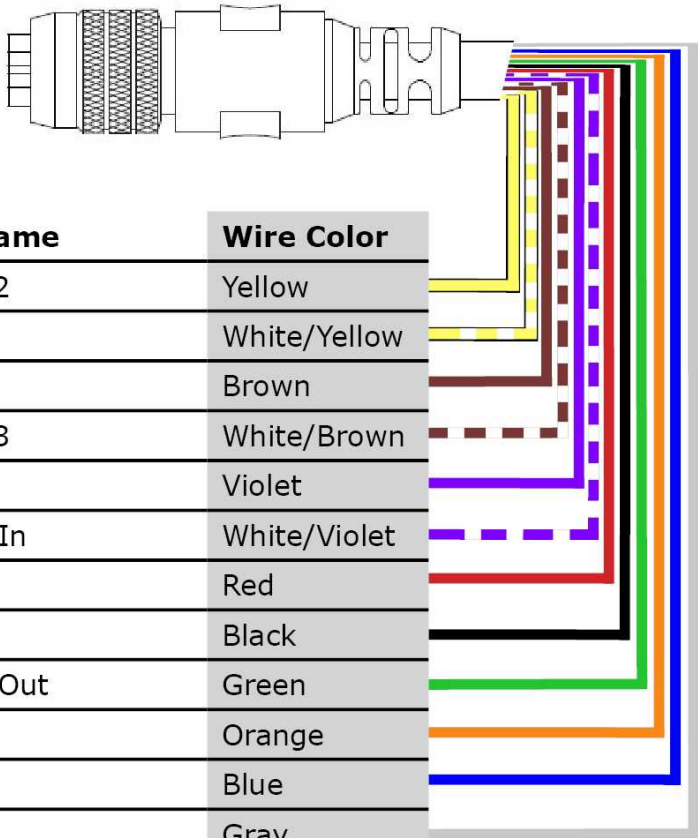 ame Wire Color
2 Yellow
White/Yellow
Brown
3 White/Brown
Violet
In White/Violet
Red
Black
Out Green
Orange
Blue
Gray